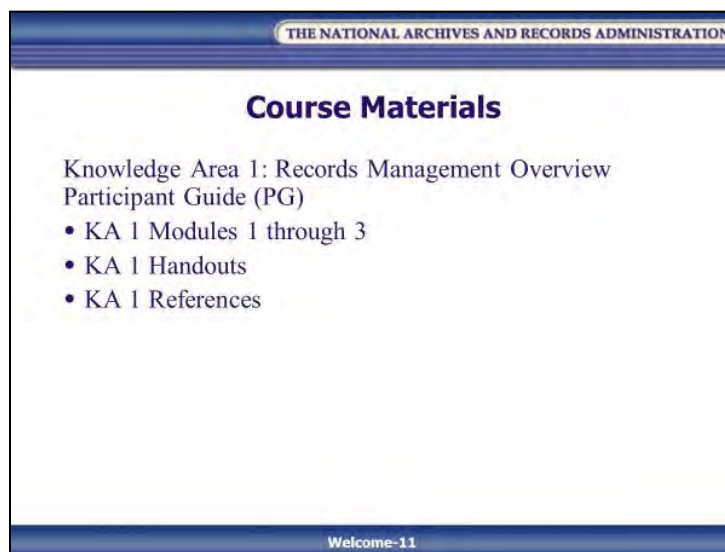 THE NATIONAL ARCHIVES AND RECORDS ADMINISTRATION
Course Materials
Knowledge Area 1: Records Management Overview
Participant Guide (PG)
• KA 1 Modules 1 through 3
• KA 1 Handouts
• KA 1 References
Welcome-11